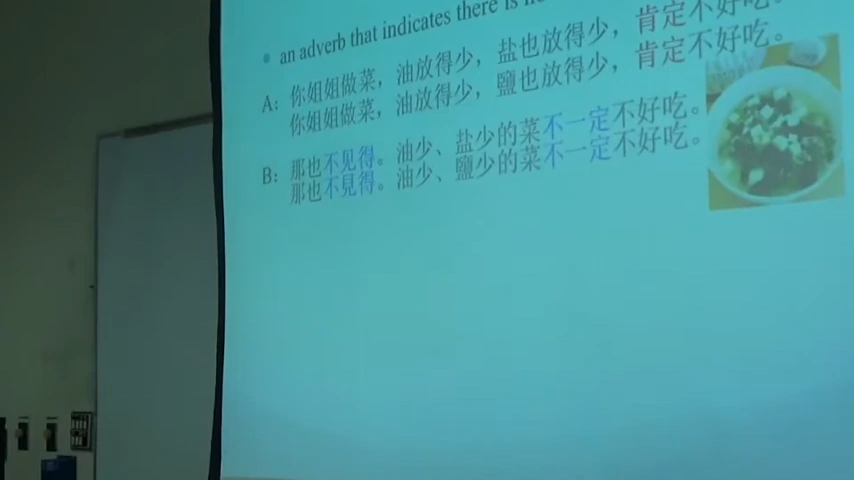 • an adverb that indicates there is no
A: 你姐姐做菜，油放得少，盐也放得少，肯定不好吃。
你姐姐做菜，油放得少，鹽也放得少，肯定不好吃。
B: 那也不见得。油少、盐少的菜不一定不好吃。
那也不見得。油少、鹽少的菜不一定不好吃。